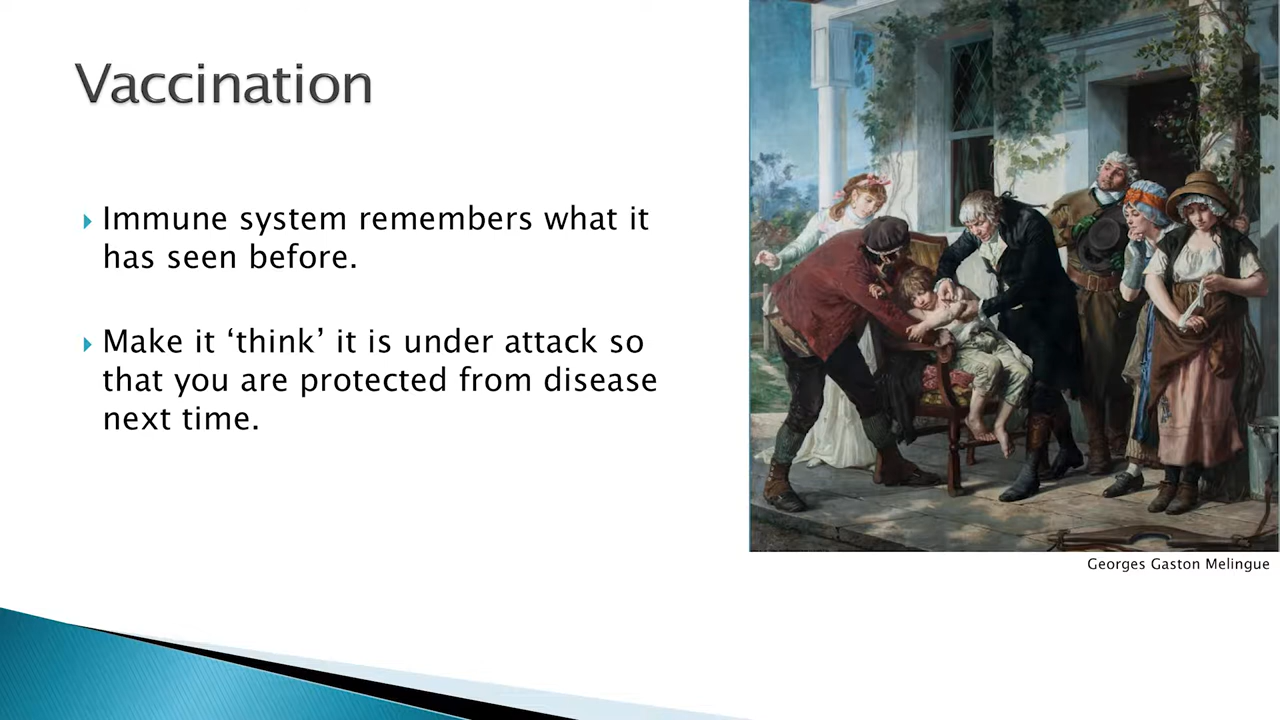 Vaccination
Immune system remembers what it
has seen before.
Make it ‘think’ it is under attack so
that you are protected from disease
next time.
Georges Gaston Melingue